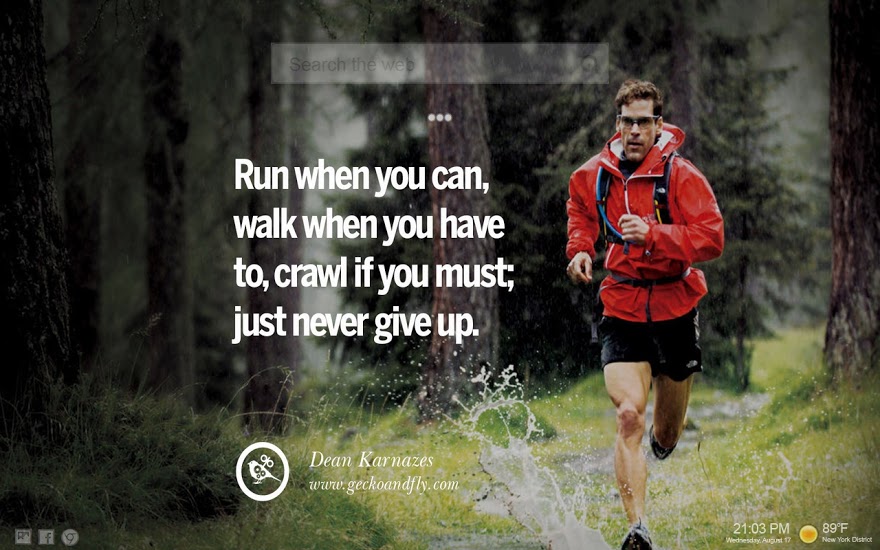 Search the web
Run when you can,
walk when you have
to, crawl if you must;
just never give up.
Dean Karnazes
www.geckoandfly.com
21:03 PM
89°F
Wednesday, August 17
New York District